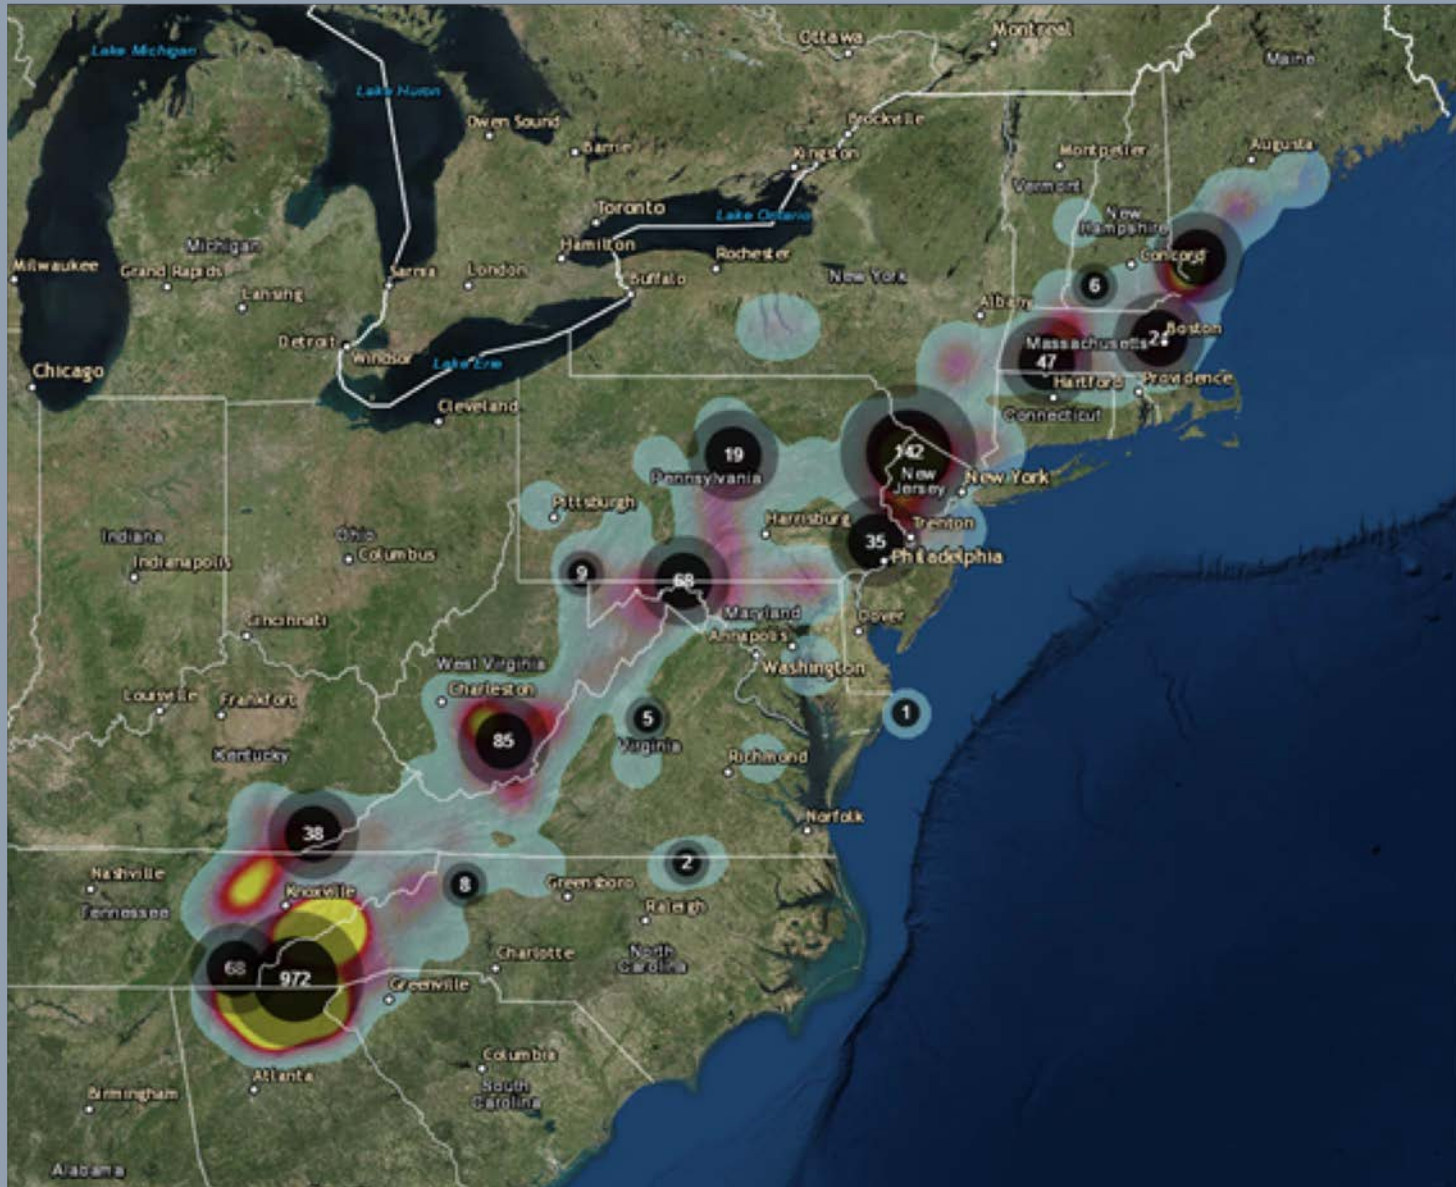 Lake Michigan
Ottawa
Montreal
Maine
Lake Huron
Owen Sound
Brockville
Barrie
Kingston
Montpelier
Augusta
Vermont
Toronto
Lake Ontario
New
Hampshire
Michigan
Hamilton
Rochester
Concord
Milwaukee
Grand Rapids
Sarnia
London
Buffalo
New York
6
Lansing
Albany
Detroit
Windsor
Boston
Massachusetts
47
Lake Erie
Chicago
Hartford
Providence
Cleveland
Connecticut
19
142
Pennsylvania
New
Jersey
New York
Pittsburgh
Harrisburg
Trenton
Indiana
Ohio
35
Indianapolis
Columbus
Philadelphia
9
68
Maryland
Dover
Cincinnati
Annapolis
West Virginia
Washington
Charleston
Louisville
Frankfort
5
1
85
Virginia
Kentucky
Richmond
Norfolk
38
2
Nashville
8
Knoxville
Greensboro
Tennessee
Raleigh
North
Carolina
Charlotte
68
972
Greenville
Columbia
Atlanta
South
Carolina
Birmingham
Alabama